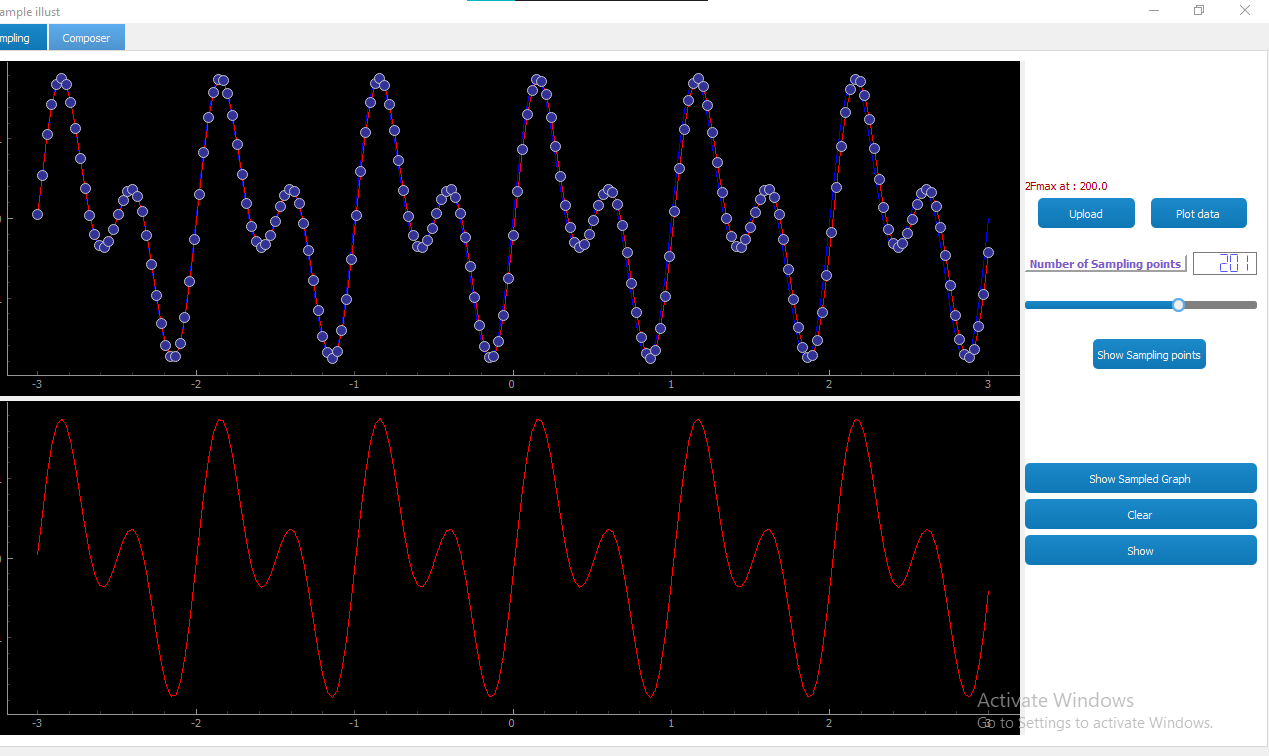 ample illust
mpling Composer
-3 -2 -1 0 1 2 3
2Fmax at : 200.0
Upload Plot data
Number of Sampling points 201
Show Sampling points
Show Sampled Graph
Clear
Show
-3 -2 -1 0 1 2 3
Activate Windows
Go to Settings to activate Windows.